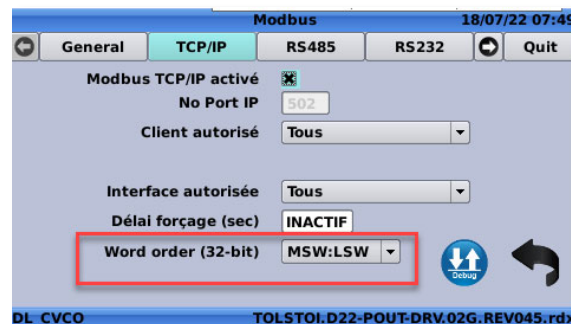 Modbus 18/07/22 07:49
General TCP/IP RS485 RS232 Quit
Modbus TCP/IP activé
No Port IP 502
Client autorisé Tous
Interface autorisée Tous
Délai forçage (sec) INACTIF
Word order (32-bit) MSW:LSW
Debug
DL CVCO TOLSTOI.D22-POUT-DRV.02G.REV045.rdx